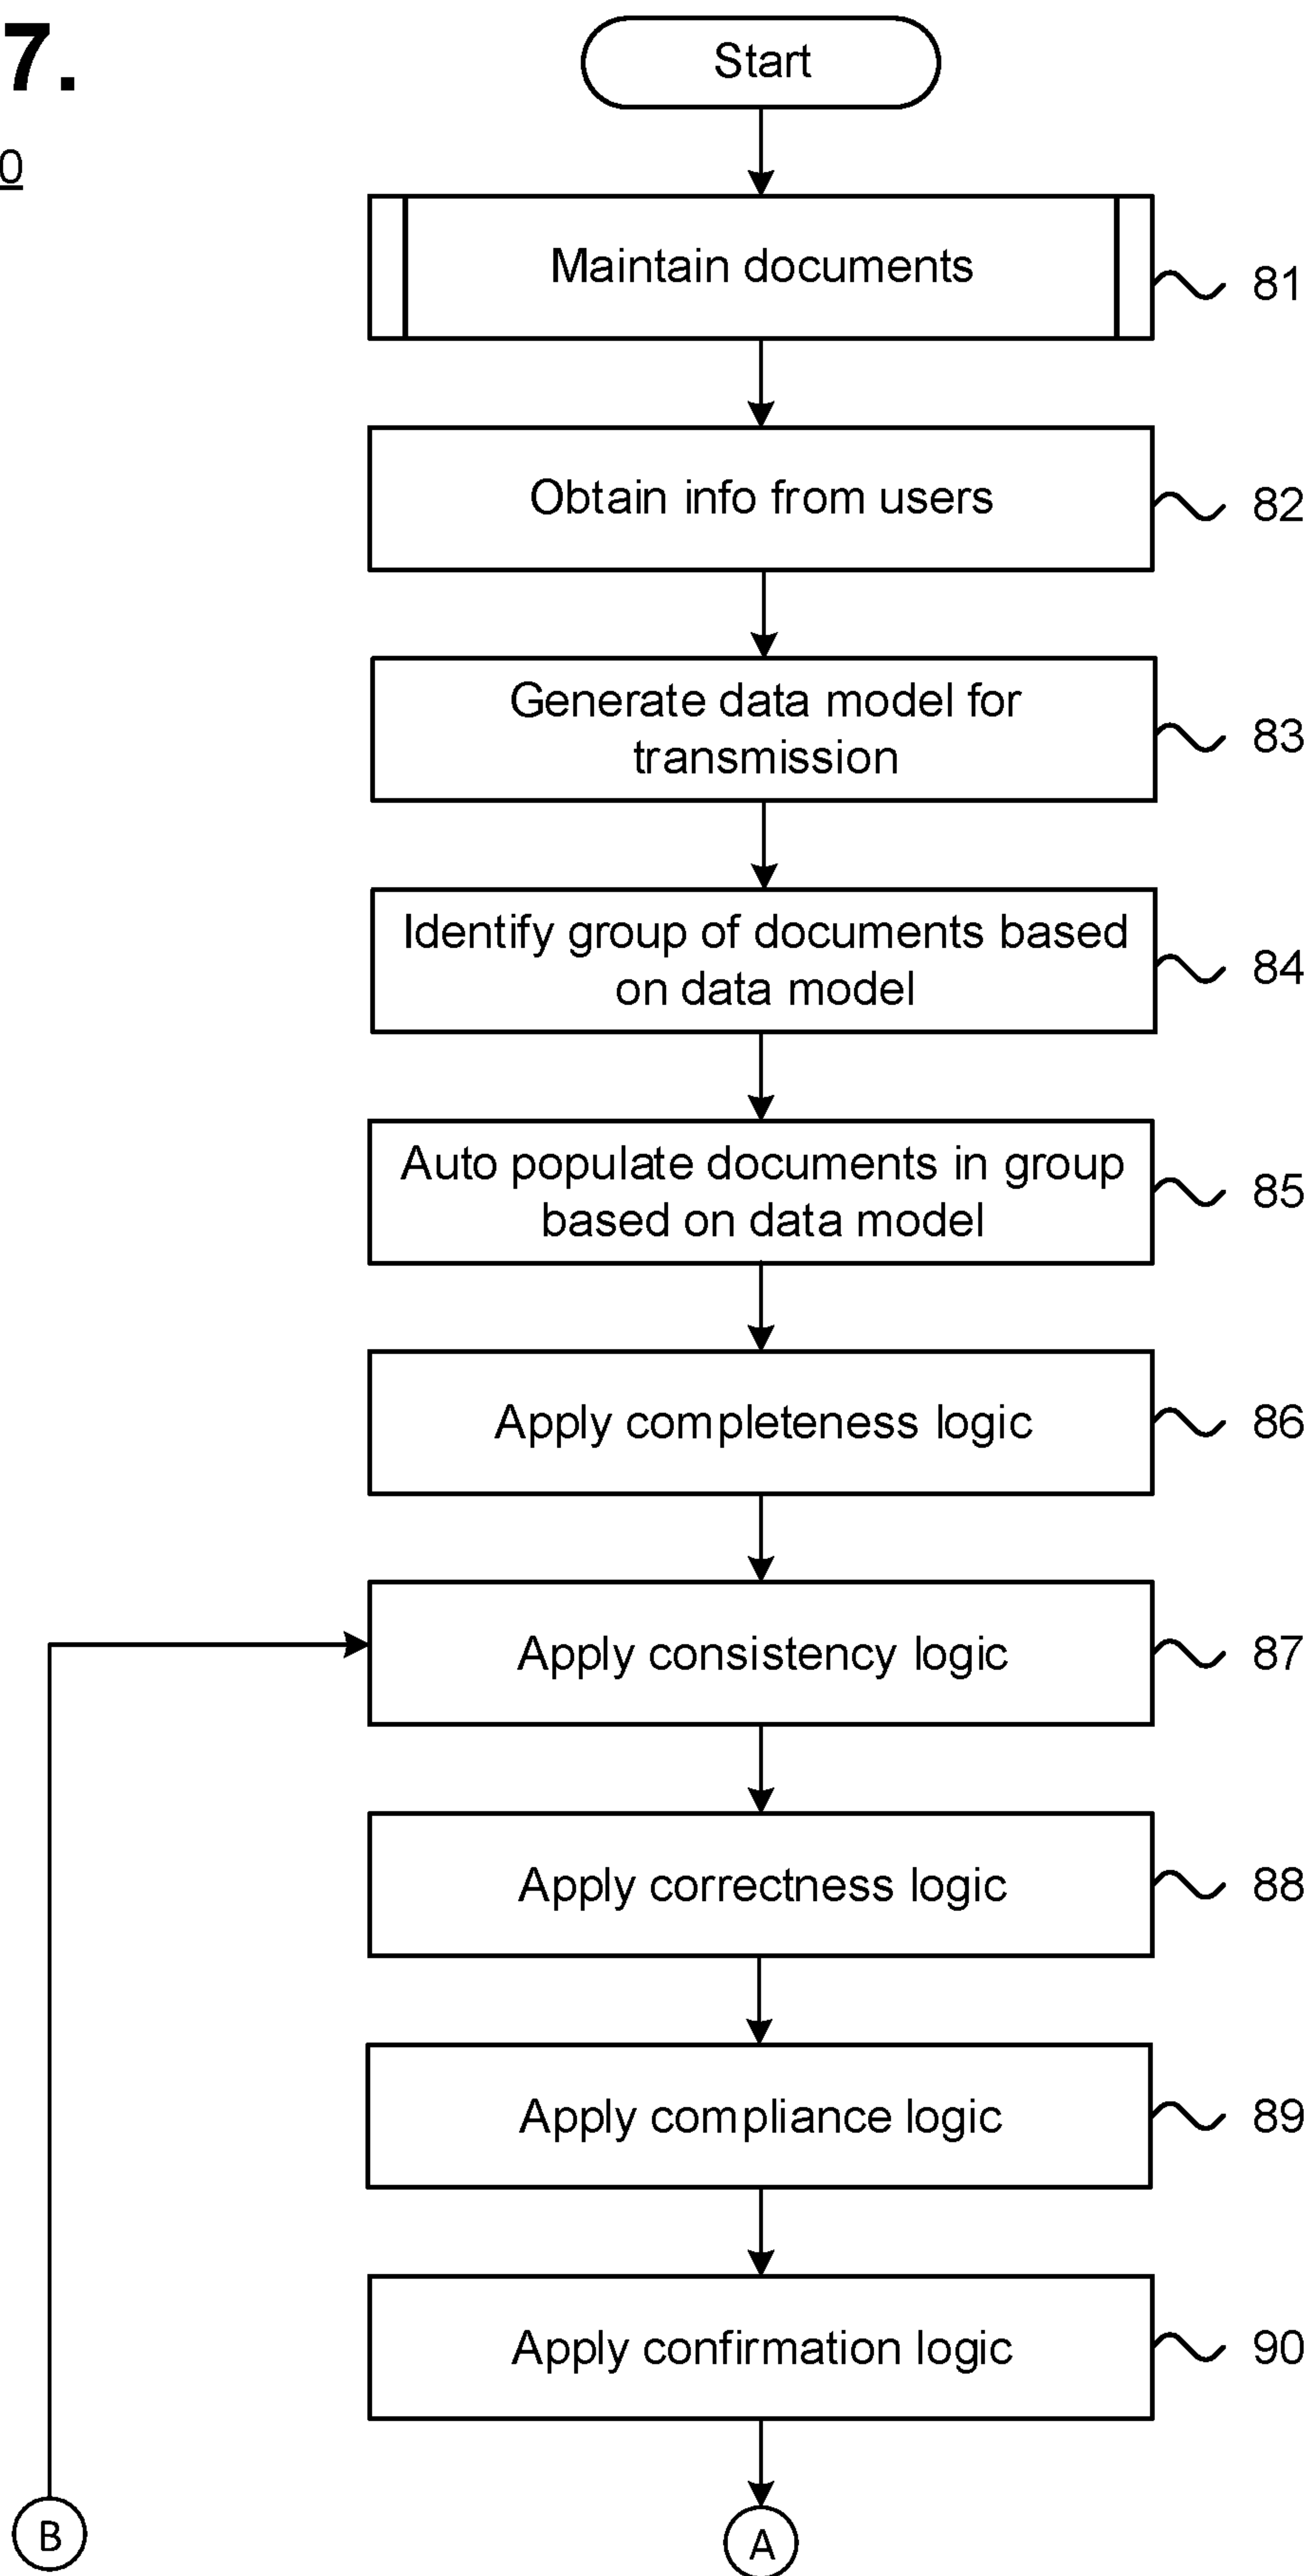 7.
0
Start
Maintain documents
81
Obtain info from users
82
Generate data model for
transmission
83
Identify group of documents based
on data model
84
Auto populate documents in group
based on data model
85
Apply completeness logic
86
Apply consistency logic
87
Apply correctness logic
88
Apply compliance logic
89
Apply confirmation logic
90
B
A